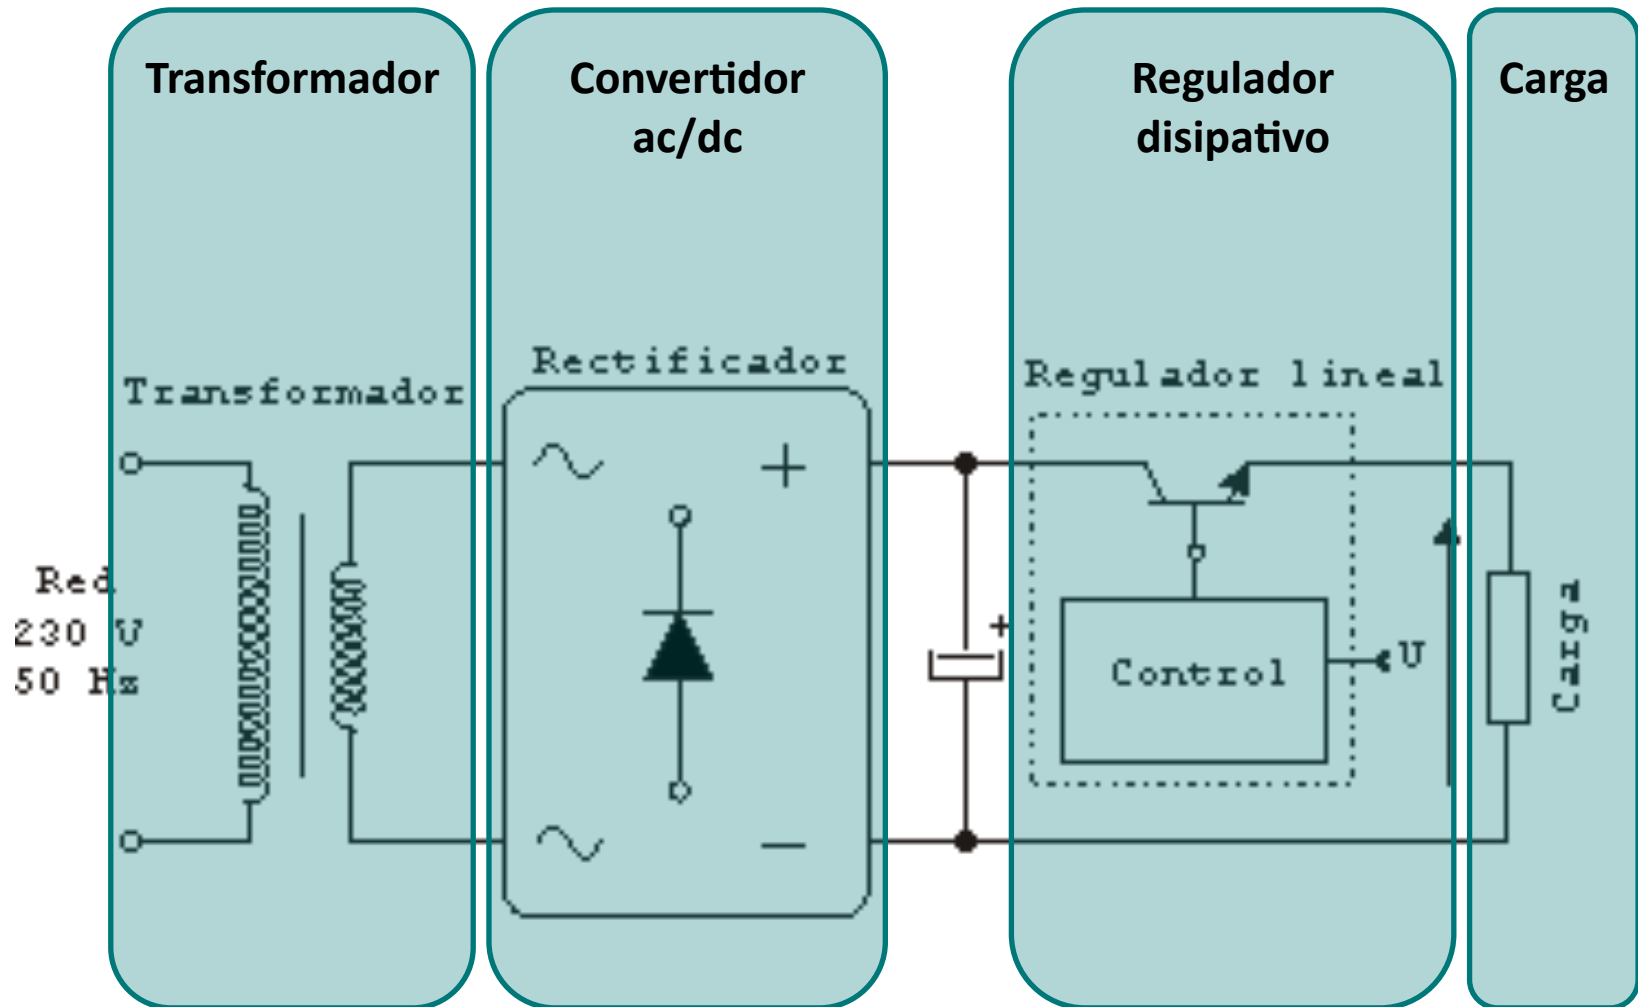 Transformador
Convertidor
ac/dc
Regulador
disipativo
Carga
Rectificador
Transformador
Regulador lineal
+
Red
230 V
50 Hz
+
Control
U
Carga
−